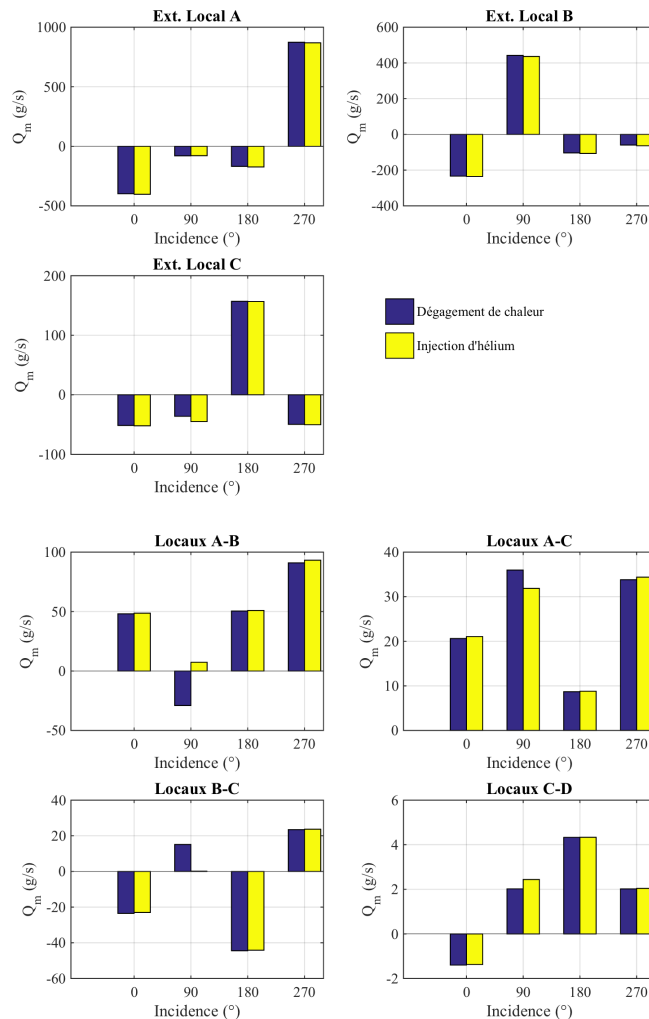 Ext. Local A
1000
500
0
-500
Q_m (g/s)
0 90 180 270
Incidence (°)
Ext. Local B
600
400
200
0
-200
-400
Q_m (g/s)
0 90 180 270
Incidence (°)
Ext. Local C
200
100
0
-100
Q_m (g/s)
0 90 180 270
Incidence (°)
Dégagement de chaleur
Injection d'hélium
Locaux A-B
100
50
0
-50
Q_m (g/s)
0 90 180 270
Incidence (°)
Locaux A-C
40
30
20
10
0
Q_m (g/s)
0 90 180 270
Incidence (°)
Locaux B-C
40
20
0
-20
-40
-60
Q_m (g/s)
0 90 180 270
Incidence (°)
Locaux C-D
6
4
2
0
-2
Q_m (g/s)
0 90 180 270
Incidence (°)